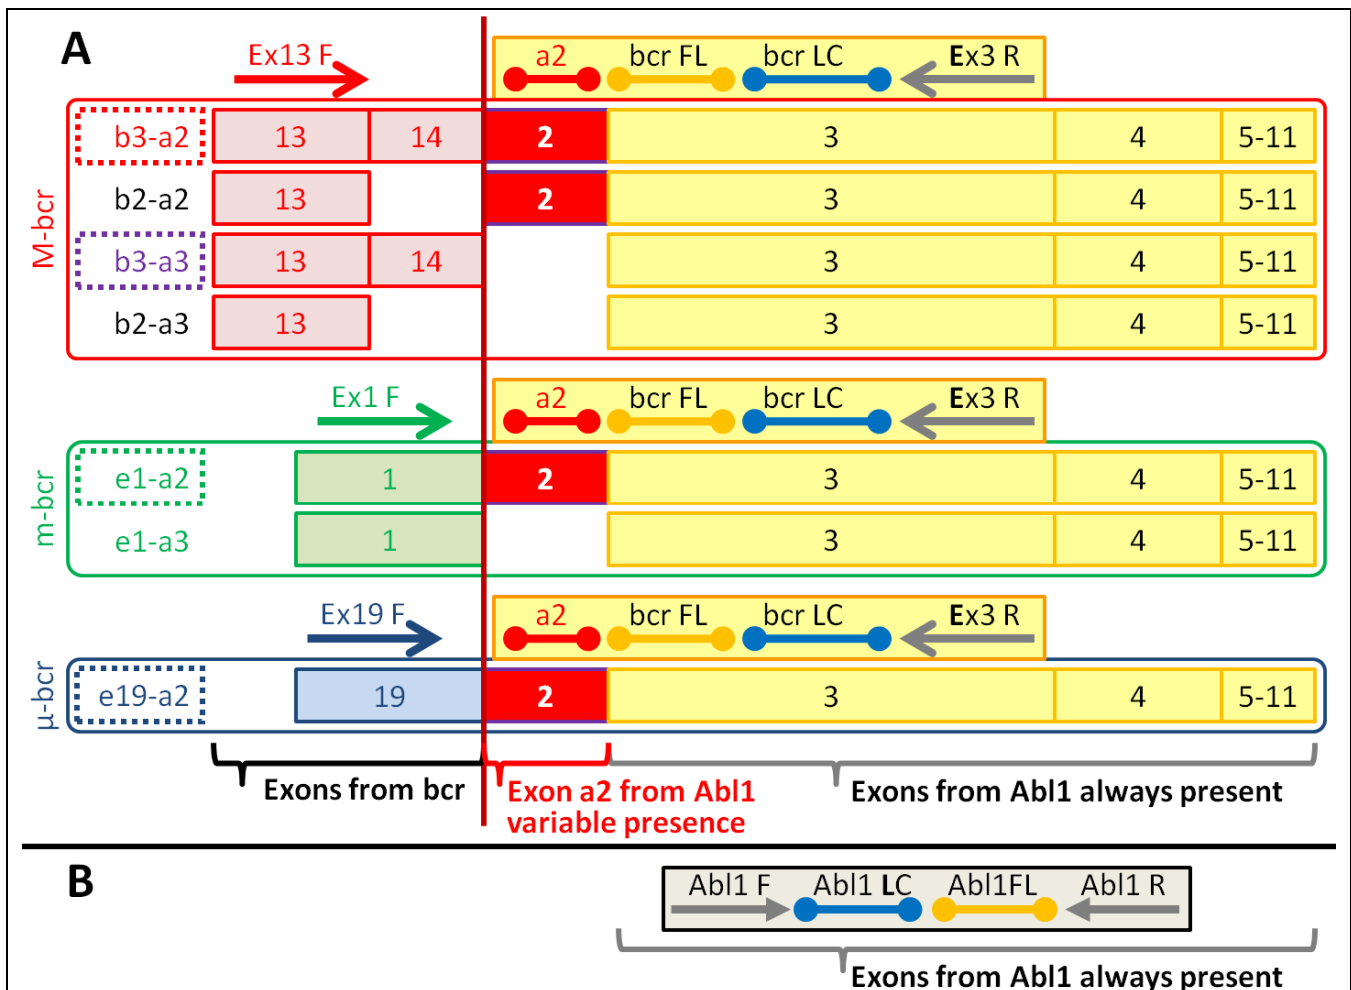 A
Ex13 F
a2 bcr FL bcr LC Ex3 R
M-bcr
b3-a2 13 14 2 3 4 5-11
b2-a2 13 2 3 4 5-11
b3-a3 13 14 3 4 5-11
b2-a3 13 3 4 5-11
Ex1 F
a2 bcr FL bcr LC Ex3 R
m-bcr
e1-a2 1 2 3 4 5-11
e1-a3 1 3 4 5-11
Ex19 F
a2 bcr FL bcr LC Ex3 R
µ-bcr
e19-a2 19 2 3 4 5-11
Exons from bcr
Exon a2 from Abl1
variable presence
Exons from Abl1 always present
B
Abl1 F Abl1 LC Abl1FL Abl1 R
Exons from Abl1 always present